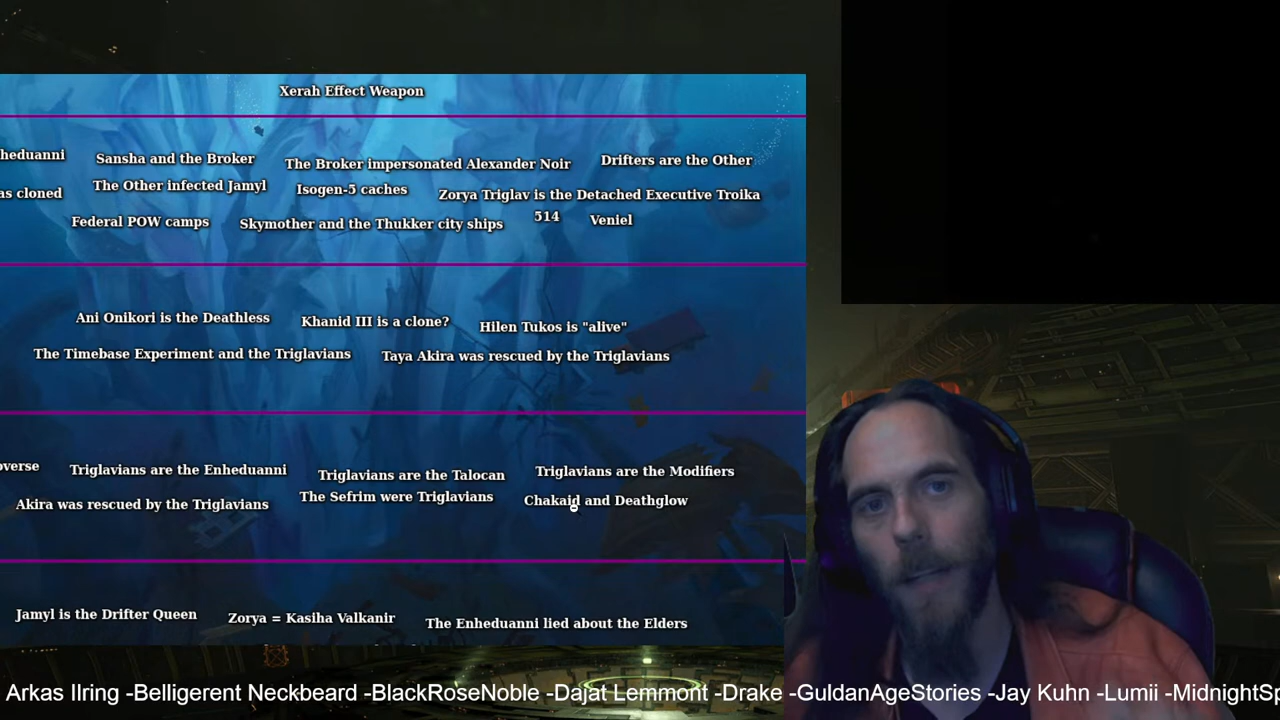 Xerah Effect Weapon
heduanni
Sansha and the Broker
The Broker impersonated Alexander Noir
Drifters are the Other
as cloned
The Other infected Jamyl
Isogen-5 caches
Zorya Triglav is the Detached Executive Troika
Federal POW camps
Skymother and the Thukker city ships
514
Veniel
Ani Onikori is the Deathless
Khanid III is a clone?
Hilen Tukos is "alive"
The Timebase Experiment and the Triglavians
Taya Akira was rescued by the Triglavians
overse
Triglavians are the Enheduanni
Triglavians are the Talocan
Triglavians are the Modifiers
Akira was rescued by the Triglavians
The Sefrim were Triglavians
Chakaid and Deathglow
Jamyl is the Drifter Queen
Zorya = Kasiha Valkanir
The Enheduanni lied about the Elders
Arkas Ilring -Belligerent Neckbeard -BlackRoseNoble -Dajat Lemmont -Drake -GuldanAgeStories -Jay Kuhn -Lumii -MidnightSp